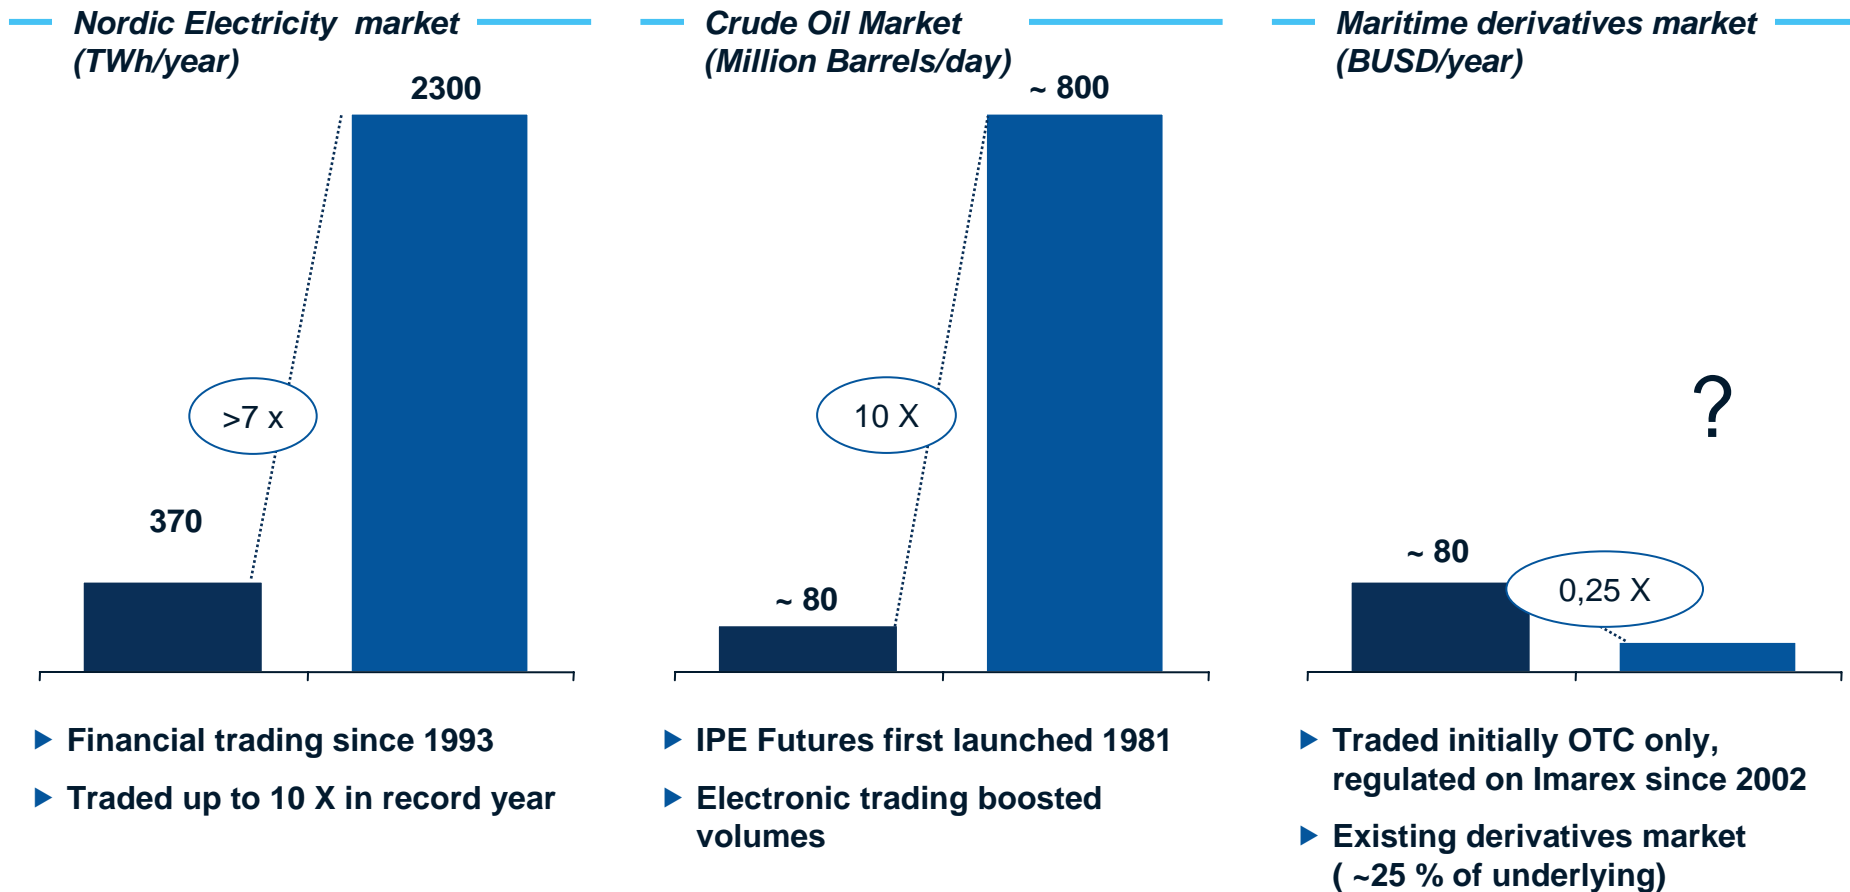 Nordic Electricity market
(TWh/year)
2300
>7 x
370
Financial trading since 1993
Traded up to 10 X in record year
Crude Oil Market
(Million Barrels/day)
~ 800
10 X
~ 80
IPE Futures first launched 1981
Electronic trading boosted
volumes
Maritime derivatives market
(BUSD/year)
?
~ 80
0,25 X
Traded initially OTC only,
regulated on Imarex since 2002
Existing derivatives market
( ~25 % of underlying)